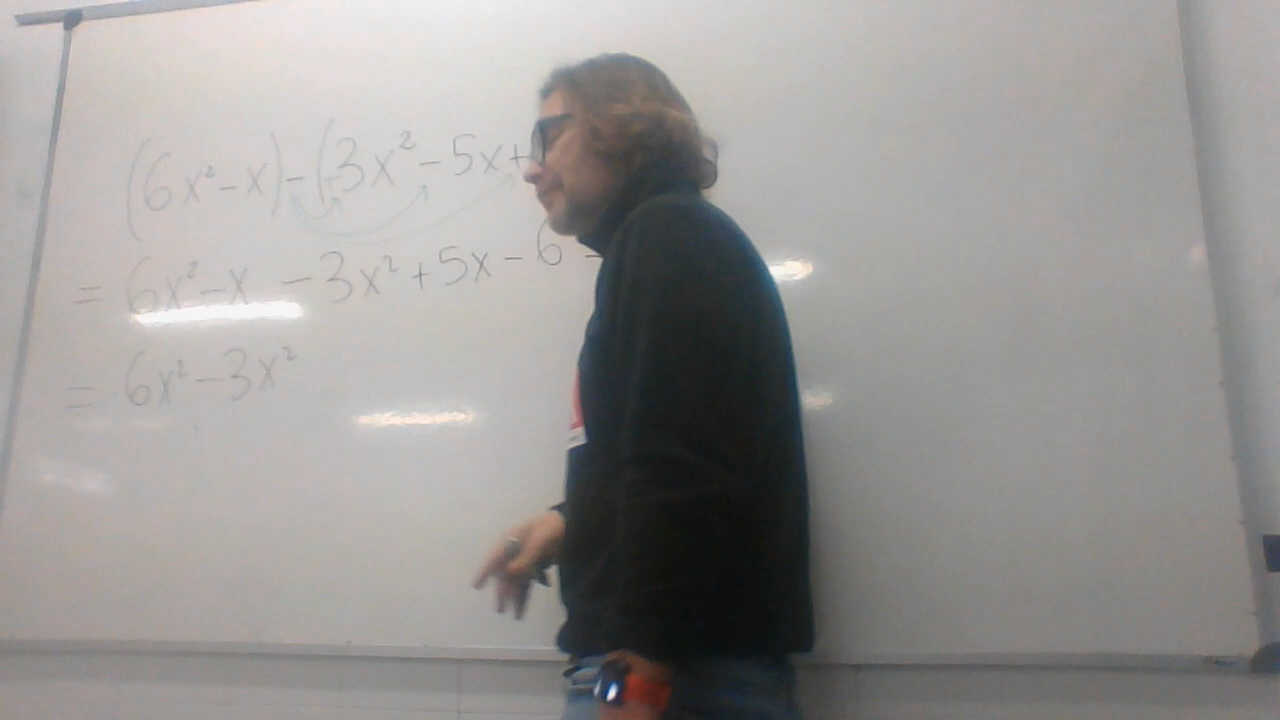 (6x²-x)-(3x²-5x+
= 6x²-x -3x²+5x-6 =
= 6x²-3x²